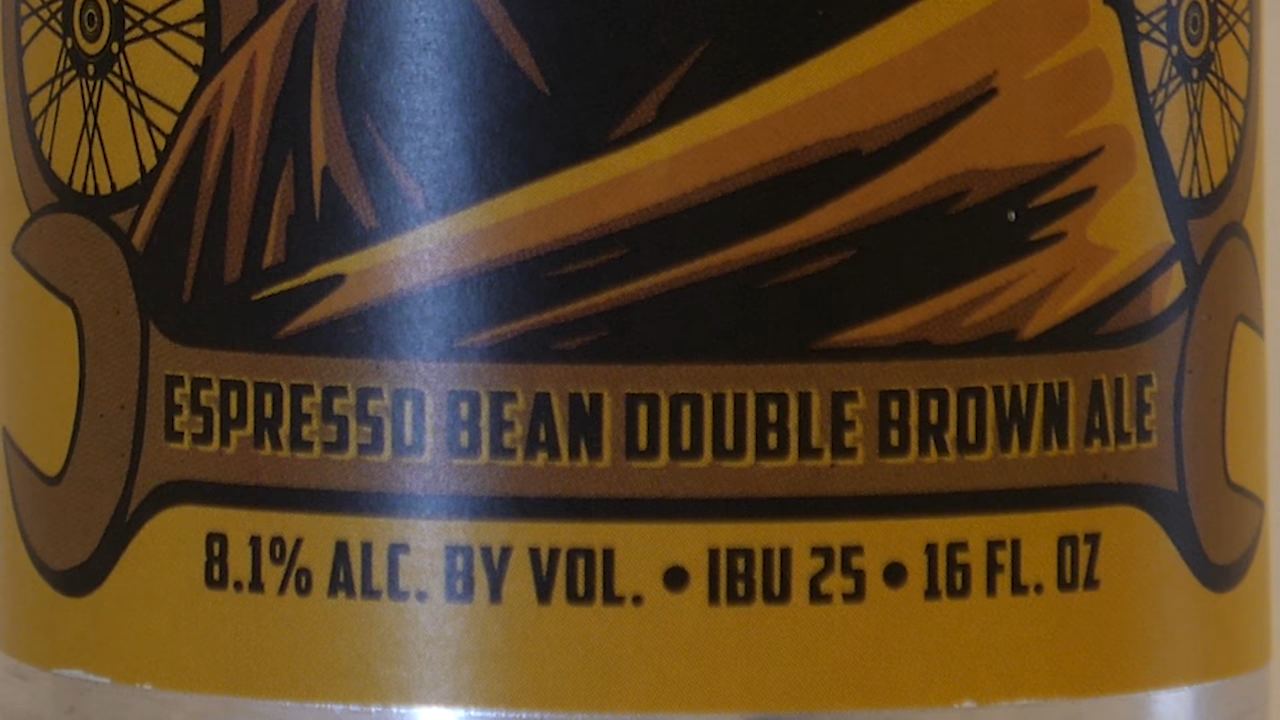 ESPRESSO BEAN DOUBLE BROWN ALE
8.1% ALC. BY VOL. • IBU 25 • 16 FL. OZ